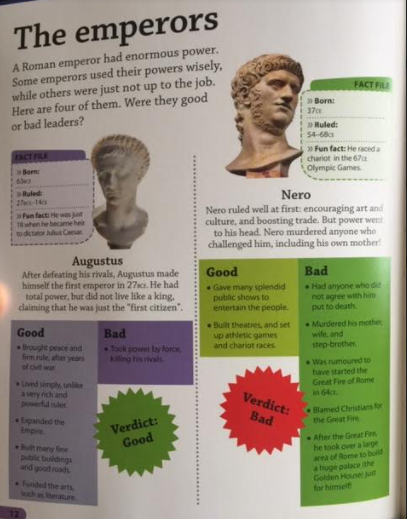 The emperors
A Roman emperor had enormous power.
Some emperors used their powers wisely,
while others were just not up to the job.
Here are four of them. Were they good
or bad leaders?
FACT FILE
» Born:
63BCE
» Ruled:
27BCE–14CE
» Fun fact: He was just
18 when he became heir
to dictator Julius Caesar.
Augustus
After defeating his rivals, Augustus made
himself the first emperor in 27BCE. He had
total power, but did not live like a king,
claiming that he was just the "first citizen".
Good
• Brought peace and
firm rule, after years
of civil war.
• Lived simply, unlike
a very rich and
powerful ruler.
• Expanded the
Empire.
• Built many fine
public buildings
and good roads.
• Funded the arts,
such as literature.
Bad
• Took power by force,
killing his rivals.
Verdict:
Good
FACT FILE
» Born:
37CE
» Ruled:
54–68CE
» Fun fact: He raced a
chariot in the 67CE
Olympic Games.
Nero
Nero ruled well at first: encouraging art and
culture, and boosting trade. But power went
to his head. Nero murdered anyone who
challenged him, including his own mother!
Good
• Gave many splendid
public shows to
entertain the people.
• Built theatres, and set
up athletic games
and chariot races.
Bad
• Had anyone who did
not agree with him
put to death.
• Murdered his mother,
wife, and
step-brother.
• Was rumoured to
have started the
Great Fire of Rome
in 64CE.
• Blamed Christians for
the Great Fire.
• After the Great Fire,
he took over a large
area of Rome to build
a huge palace (the
Golden House) just
for himself!
Verdict:
Bad
12